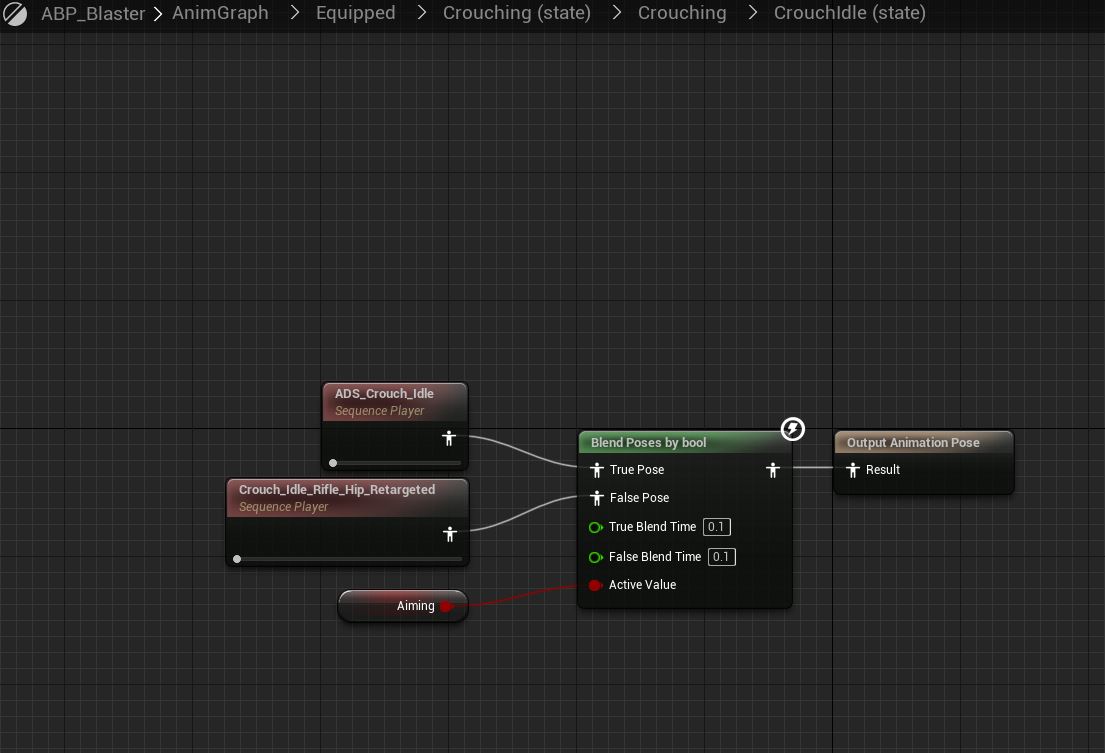 ABP_Blaster > AnimGraph > Equipped > Crouching (state) > Crouching > CrouchIdle (state)
ADS_Crouch_Idle
Sequence Player
Crouch_Idle_Rifle_Hip_Retargeted
Sequence Player
Aiming
Blend Poses by bool
True Pose
False Pose
True Blend Time 0.1
False Blend Time 0.1
Active Value
Output Animation Pose
Result